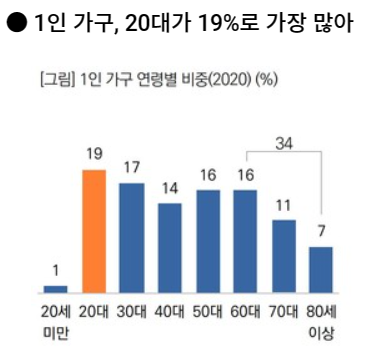 ● 1인 가구, 20대가 19%로 가장 많아
[그림] 1인 가구 연령별 비중(2020) (%)
34
19
17
14
16
16
11
7
1
20세 미만
20대
30대
40대
50대
60대
70대
80세 이상